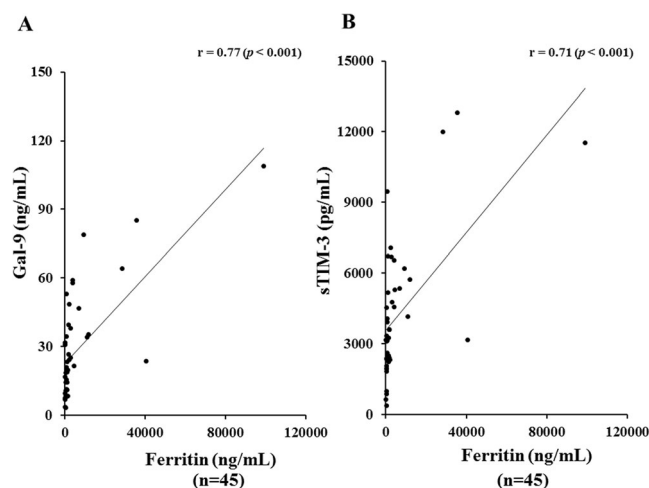 A
r = 0.77 (p < 0.001)
150
120
90
60
30
0
Gal-9 (ng/mL)
0
40000
80000
120000
Ferritin (ng/mL)
(n=45)
B
r = 0.71 (p < 0.001)
15000
12000
9000
6000
3000
0
sTIM-3 (pg/mL)
0
40000
80000
120000
Ferritin (ng/mL)
(n=45)